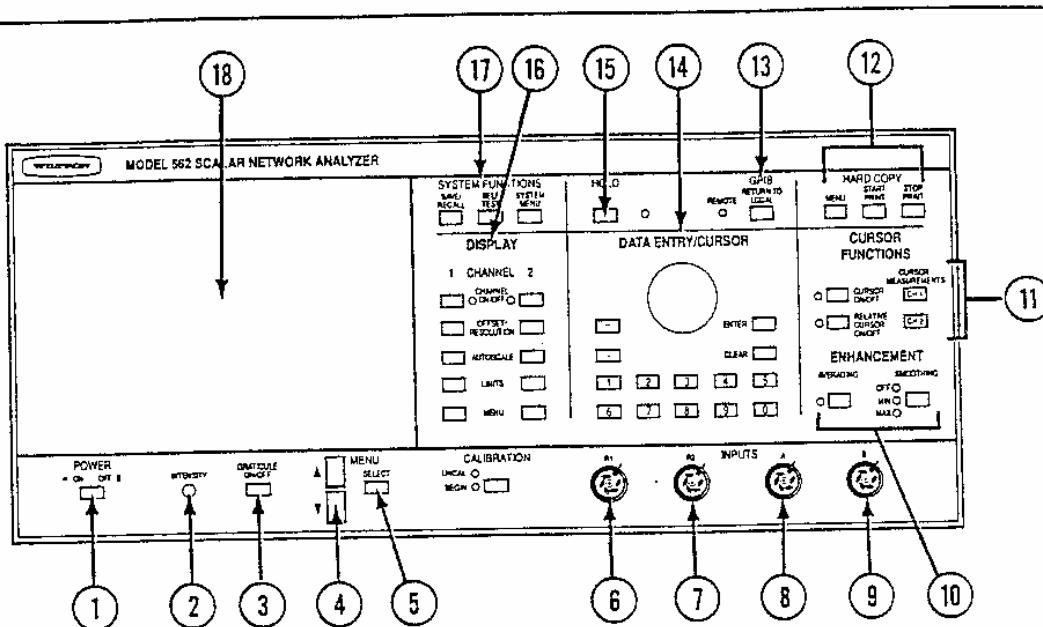 18
17
16
15
14
13
12
WILTRON
MODEL 562 SCALAR NETWORK ANALYZER
SYSTEM FUNCTIONS
SAVE/
RECALL
SELF
TEST
SYSTEM
MENU
HOLD
GPIB
RETURN TO
LOCAL
REMOTE
HARD COPY
MENU
START
PRINT
STOP
PRINT
DISPLAY
1 CHANNEL 2
CHANNEL
ON/OFF
OFFSET-
RESOLUTION
AUTOSCALE
LIMITS
MENU
DATA ENTRY/CURSOR
–
ENTER
.
CLEAR
1 2 3 4 5
6 7 8 9 0
CURSOR
FUNCTIONS
CURSOR
MEASUREMENTS
CURSOR
ON/OFF
CH 1
RELATIVE
CURSOR
ON/OFF
CH 2
11
ENHANCEMENT
AVERAGING
SMOOTHING
OFF
MIN
MAX
POWER
ON OFF
INTENSITY
GRATICULE
ON/OFF
MENU
SELECT
CALIBRATION
UNCAL
BEGIN
INPUTS
R1
R2
A
B
1
2
3
4
5
6
7
8
9
10